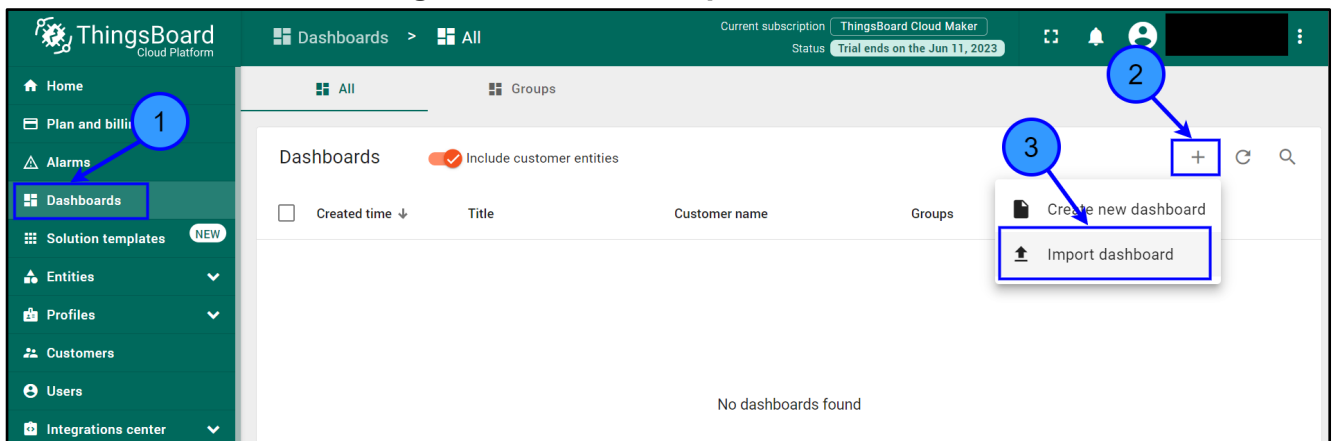 ThingsBoard
Cloud Platform
Dashboards > All
Current subscription ThingsBoard Cloud Maker
Status Trial ends on the Jun 11, 2023
Home
All
Groups
2
Plan and billin
1
Alarms
Dashboards
Include customer entities
3
Dashboards
Created time
Title
Customer name
Groups
Create new dashboard
Solution templates NEW
Import dashboard
Entities
Profiles
Customers
Users
No dashboards found
Integrations center